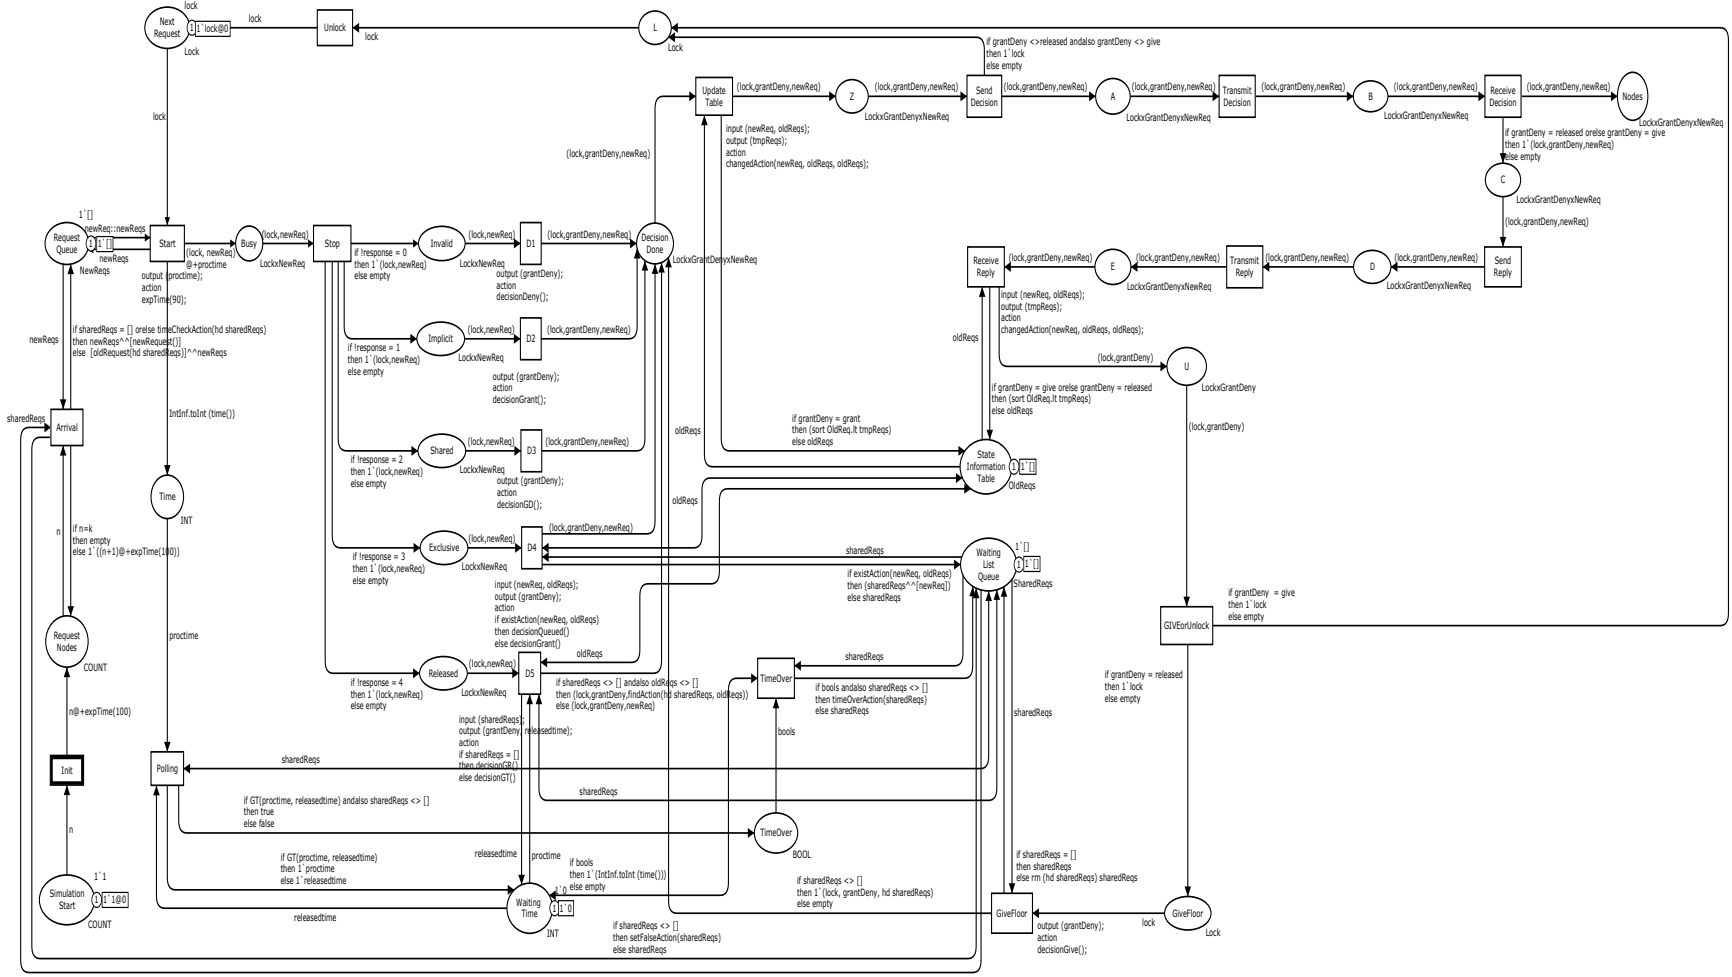 lock
Next
Request
1 1`lock@0
Lock
lock
Unlock
lock
L
Lock
if grantDeny <>released andalso grantDeny <> give
then 1`lock
else empty
Update
Table
(lock,grantDeny,newReq)
Z
LockxGrantDenyxNewReq
(lock,grantDeny,newReq)
Send
Decision
(lock,grantDeny,newReq)
A
LockxGrantDenyxNewReq
(lock,grantDeny,newReq)
Transmit
Decision
(lock,grantDeny,newReq)
B
LockxGrantDenyxNewReq
(lock,grantDeny,newReq)
Receive
Decision
(lock,grantDeny,newReq)
Nodes
LockxGrantDenyxNewReq
input (newReq, oldReqs);
output (tmpReqs);
action
changedAction(newReq, oldReqs, oldReqs);
if grantDeny = released orelse grantDeny = give
then 1`(lock,grantDeny,newReq)
else empty
C
LockxGrantDenyxNewReq
(lock,grantDeny,newReq)
lock
(lock,grantDeny,newReq)
1`[]
Request
Queue
1 1`[]
NewReqs
newReq::newReqs
newReqs
Start
(lock, newReq)
@+proctime
output (proctime);
action
expTime(90);
Busy
LockxNewReq
(lock,newReq)
Stop
if !response = 0
then 1`(lock,newReq)
else empty
Invalid
LockxNewReq
(lock,newReq)
D1
(lock,grantDeny,newReq)
output (grantDeny);
action
decisionDeny();
Decision
Done
LockxGrantDenyxNewReq
Receive
Reply
(lock,grantDeny,newReq)
E
LockxGrantDenyxNewReq
(lock,grantDeny,newReq)
Transmit
Reply
(lock,grantDeny,newReq)
D
LockxGrantDenyxNewReq
(lock,grantDeny,newReq)
Send
Reply
input (newReq, oldReqs);
output (tmpReqs);
action
changedAction(newReq, oldReqs, oldReqs);
newReqs
if sharedReqs = [] orelse timeCheckAction(hd sharedReqs)
then newReqs^^[newRequest()]
else [oldRequest(hd sharedReqs)]^^newReqs
if !response = 1
then 1`(lock,newReq)
else empty
Implicit
LockxNewReq
(lock,newReq)
D2
(lock,grantDeny,newReq)
output (grantDeny);
action
decisionGrant();
oldReqs
(lock,grantDeny)
U
LockxGrantDeny
if grantDeny = give orelse grantDeny = released
then (sort OldReq.lt tmpReqs)
else oldReqs
sharedReqs
Arrival
IntInf.toInt (time())
if !response = 2
then 1`(lock,newReq)
else empty
Shared
LockxNewReq
(lock,newReq)
D3
(lock,grantDeny,newReq)
output (grantDeny);
action
decisionGD();
oldReqs
if grantDeny = grant
then (sort OldReq.lt tmpReqs)
else oldReqs
(lock,grantDeny)
State
Information
Table
1 1`[]
OldReqs
Time
INT
oldReqs
n
if n=k
then empty
else 1`((n+1)@+expTime(100))
if !response = 3
then 1`(lock,newReq)
else empty
Exclusive
LockxNewReq
(lock,newReq)
D4
(lock,grantDeny,newReq)
sharedReqs
if existAction(newReq, oldReqs)
then (sharedReqs^^[newReq])
else sharedReqs
1`[]
Waiting
List
Queue
1 1`[]
SharedReqs
input (newReq, oldReqs);
output (grantDeny);
action
if existAction(newReq, oldReqs)
then decisionQueued()
else decisionGrant()
Request
Nodes
COUNT
proctime
oldReqs
if grantDeny = give
then 1`lock
else empty
GIVEorUnlock
if !response = 4
then 1`(lock,newReq)
else empty
Released
LockxNewReq
(lock,newReq)
D5
if sharedReqs <> [] andalso oldReqs <> []
then (lock,grantDeny,findAction(hd sharedReqs, oldReqs))
else (lock,grantDeny,newReq)
sharedReqs
TimeOver
if bools andalso sharedReqs <> []
then timeOverAction(sharedReqs)
else sharedReqs
if grantDeny = released
then 1`lock
else empty
n@+expTime(100)
input (sharedReqs);
output (grantDeny, releasedtime);
action
if sharedReqs = []
then decisionGR()
else decisionGT()
bools
sharedReqs
Init
Polling
sharedReqs
sharedReqs
if GT(proctime, releasedtime) andalso sharedReqs <> []
then true
else false
TimeOver
BOOL
n
if GT(proctime, releasedtime)
then 1`proctime
else 1`releasedtime
releasedtime
proctime
if bools
then 1`(IntInf.toInt (time()))
else empty
if sharedReqs = []
then sharedReqs
else rm (hd sharedReqs) sharedReqs
1`1
Simulation
Start
1 1`1@0
COUNT
releasedtime
1`0
Waiting
Time
1 1`0
INT
if sharedReqs <> []
then 1`(lock, grantDeny, hd sharedReqs)
else empty
GiveFloor
lock
GiveFloor
Lock
output (grantDeny);
action
decisionGive();
if sharedReqs <> []
then setFalseAction(sharedReqs)
else sharedReqs